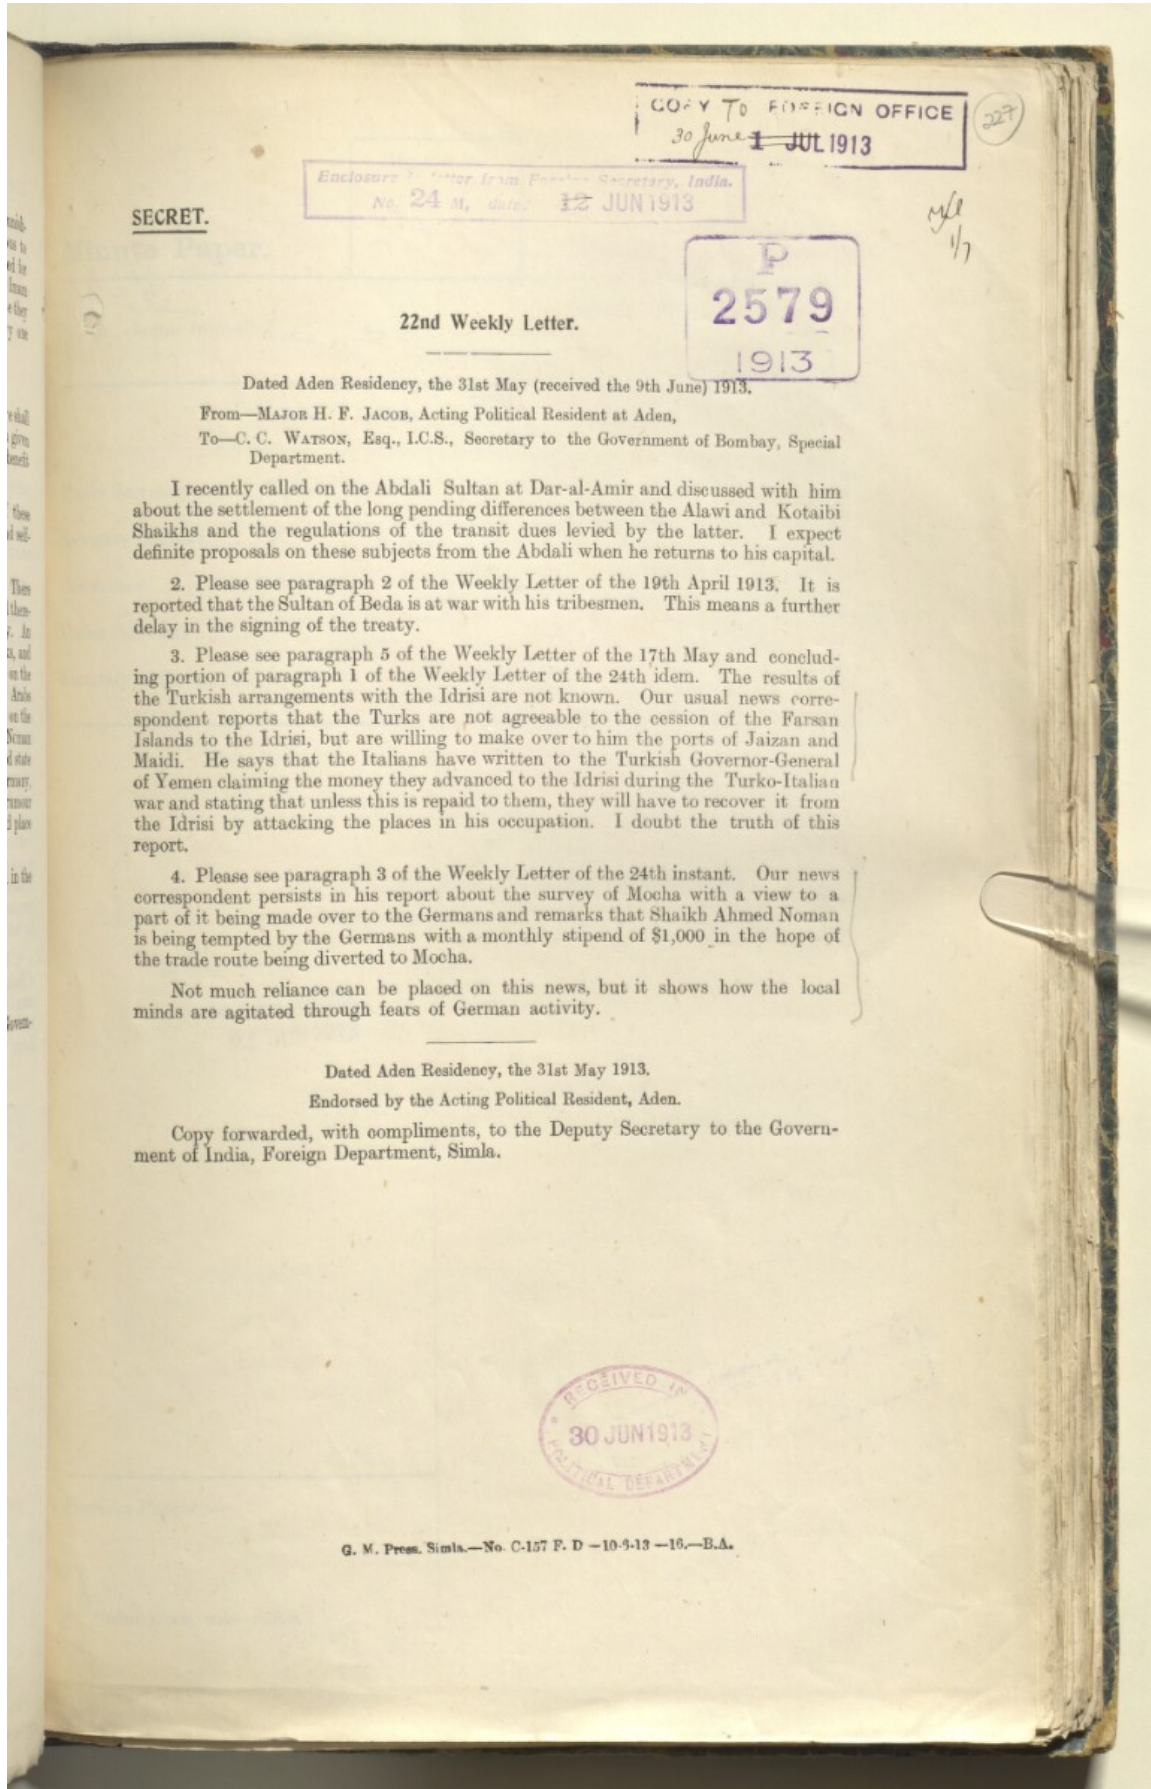 COPY TO FOREIGN OFFICE
30 June 1 JUL 1913
227
Enclosure letter from Foreign Secretary, India.
No. 24 M, dated 12 JUN 1913
SECRET.
1/7
P
2579
1913
22nd Weekly Letter.
Dated Aden Residency, the 31st May (received the 9th June) 1913.
From—MAJOR H. F. JACOB, Acting Political Resident at Aden,
To—C. C. WATSON, Esq., I.C.S., Secretary to the Government of Bombay, Special
Department.
I recently called on the Abdali Sultan at Dar-al-Amir and discussed with him
about the settlement of the long pending differences between the Alawi and Kotaibi
Shaikhs and the regulations of the transit dues levied by the latter. I expect
definite proposals on these subjects from the Abdali when he returns to his capital.
2. Please see paragraph 2 of the Weekly Letter of the 19th April 1913. It is
reported that the Sultan of Beda is at war with his tribesmen. This means a further
delay in the signing of the treaty.
3. Please see paragraph 5 of the Weekly Letter of the 17th May and conclud-
ing portion of paragraph 1 of the Weekly Letter of the 24th idem. The results of
the Turkish arrangements with the Idrisi are not known. Our usual news corre-
spondent reports that the Turks are not agreeable to the cession of the Farsan
Islands to the Idrisi, but are willing to make over to him the ports of Jaizan and
Maidi. He says that the Italians have written to the Turkish Governor-General
of Yemen claiming the money they advanced to the Idrisi during the Turko-Italian
war and stating that unless this is repaid to them, they will have to recover it from
the Idrisi by attacking the places in his occupation. I doubt the truth of this
report.
4. Please see paragraph 3 of the Weekly Letter of the 24th instant. Our news
correspondent persists in his report about the survey of Mocha with a view to a
part of it being made over to the Germans and remarks that Shaikh Ahmed Noman
is being tempted by the Germans with a monthly stipend of $1,000 in the hope of
the trade route being diverted to Mocha.
Not much reliance can be placed on this news, but it shows how the local
minds are agitated through fears of German activity.
Dated Aden Residency, the 31st May 1913.
Endorsed by the Acting Political Resident, Aden.
Copy forwarded, with compliments, to the Deputy Secretary to the Govern-
ment of India, Foreign Department, Simla.
RECEIVED IN
30 JUN 1913
POLITICAL DEPARTMENT
G. M. Press, Simla.—No. C-157 F. D—10-6-13—16.—B.A.